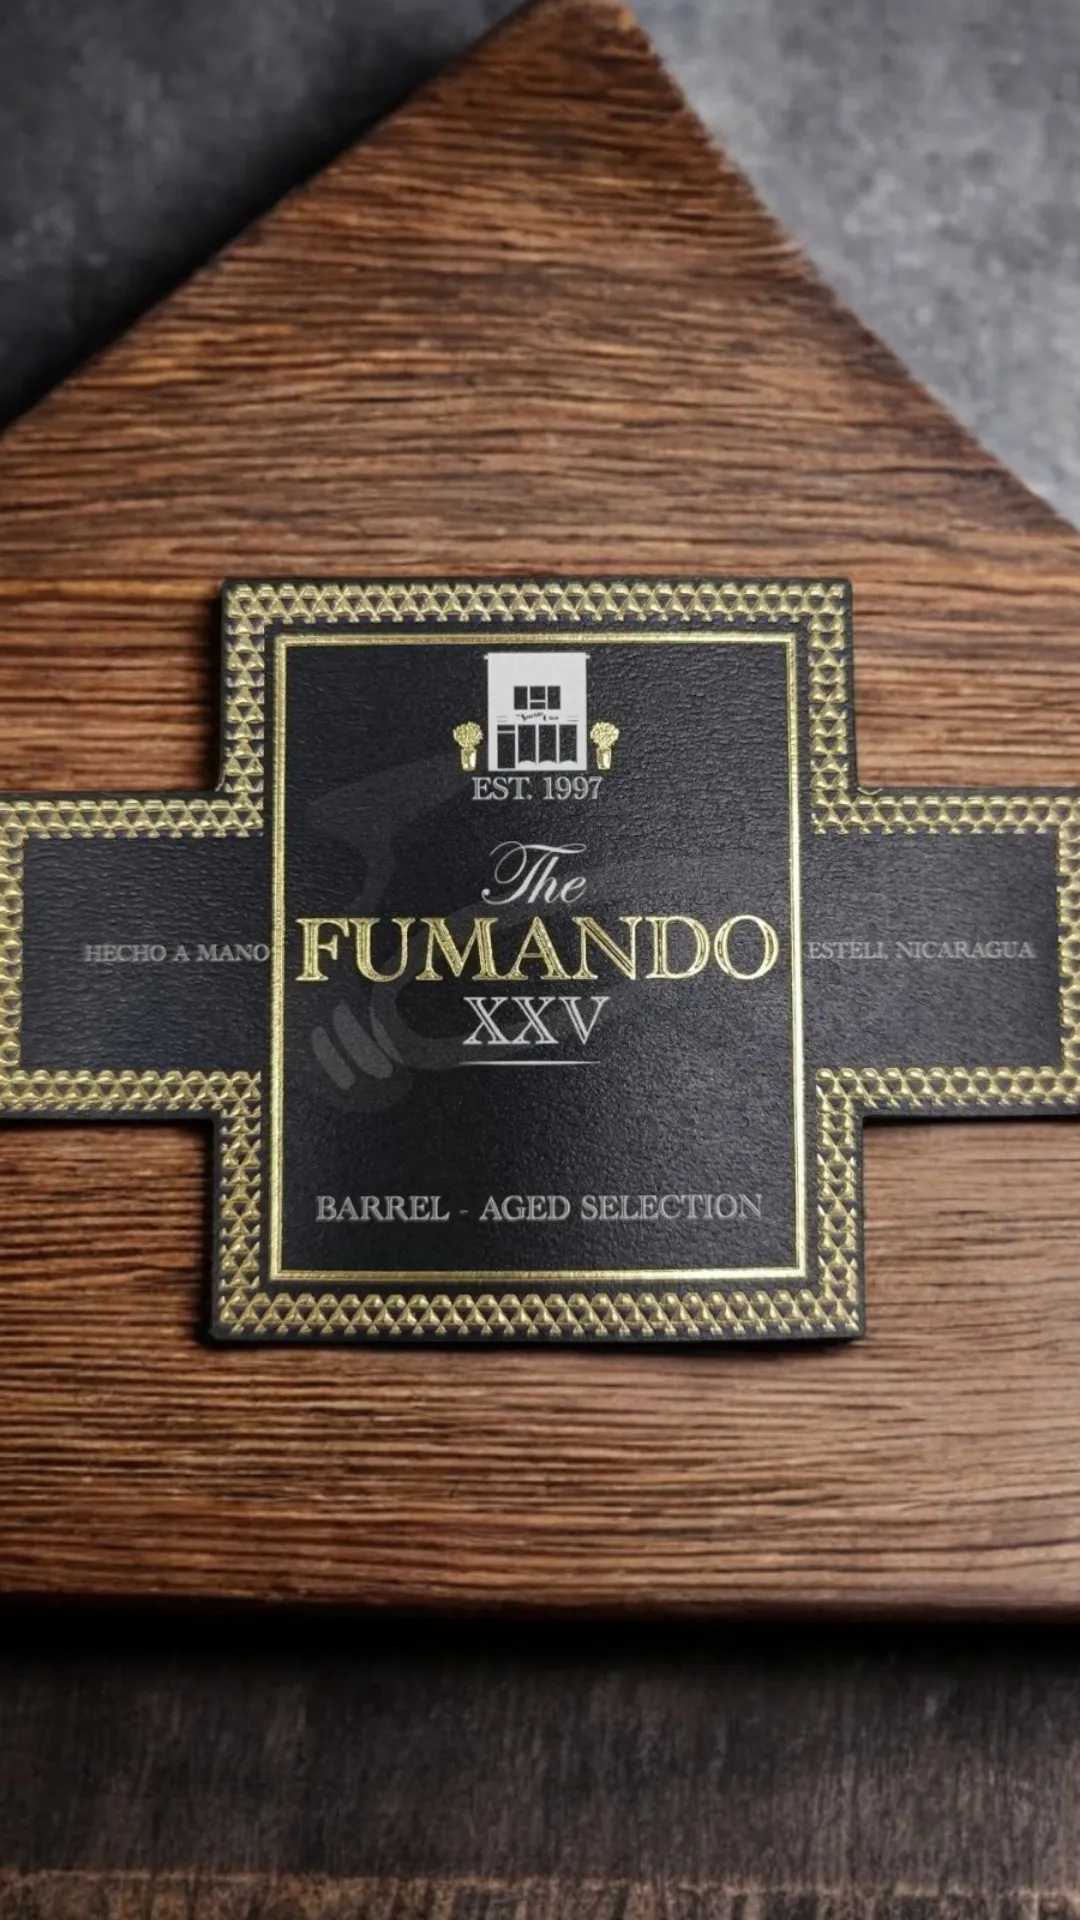 EST. 1997
The
FUMANDO
XXV
HECHO A MANO
ESTELI, NICARAGUA
BARREL - AGED SELECTION